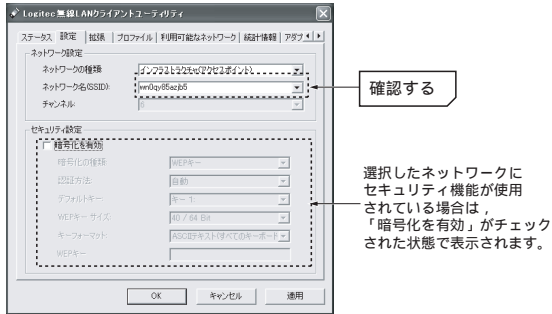 Logitec 無線LANクライアントユーティリティ
ステータス 設定 拡張 プロファイル 利用可能なネットワーク 統計情報 アダプ
ネットワーク設定
ネットワークの種類: インフラストラクチャ(アクセスポイント)
ネットワーク名(SSID): wn0qy85azjb5
チャンネル: 6
確認する
セキュリティ設定
暗号化を有効
暗号化の種類: WEPキー
認証方法: 自動
デフォルトキー: キー 1
WEPキー サイズ: 40 / 64 Bit
キーフォーマット: ASCIIテキスト(すべてのキーボード
WEPキー
選択したネットワークに
セキュリティ機能が使用
されている場合は，
「暗号化を有効」がチェック
された状態で表示されます。
OK キャンセル 適用